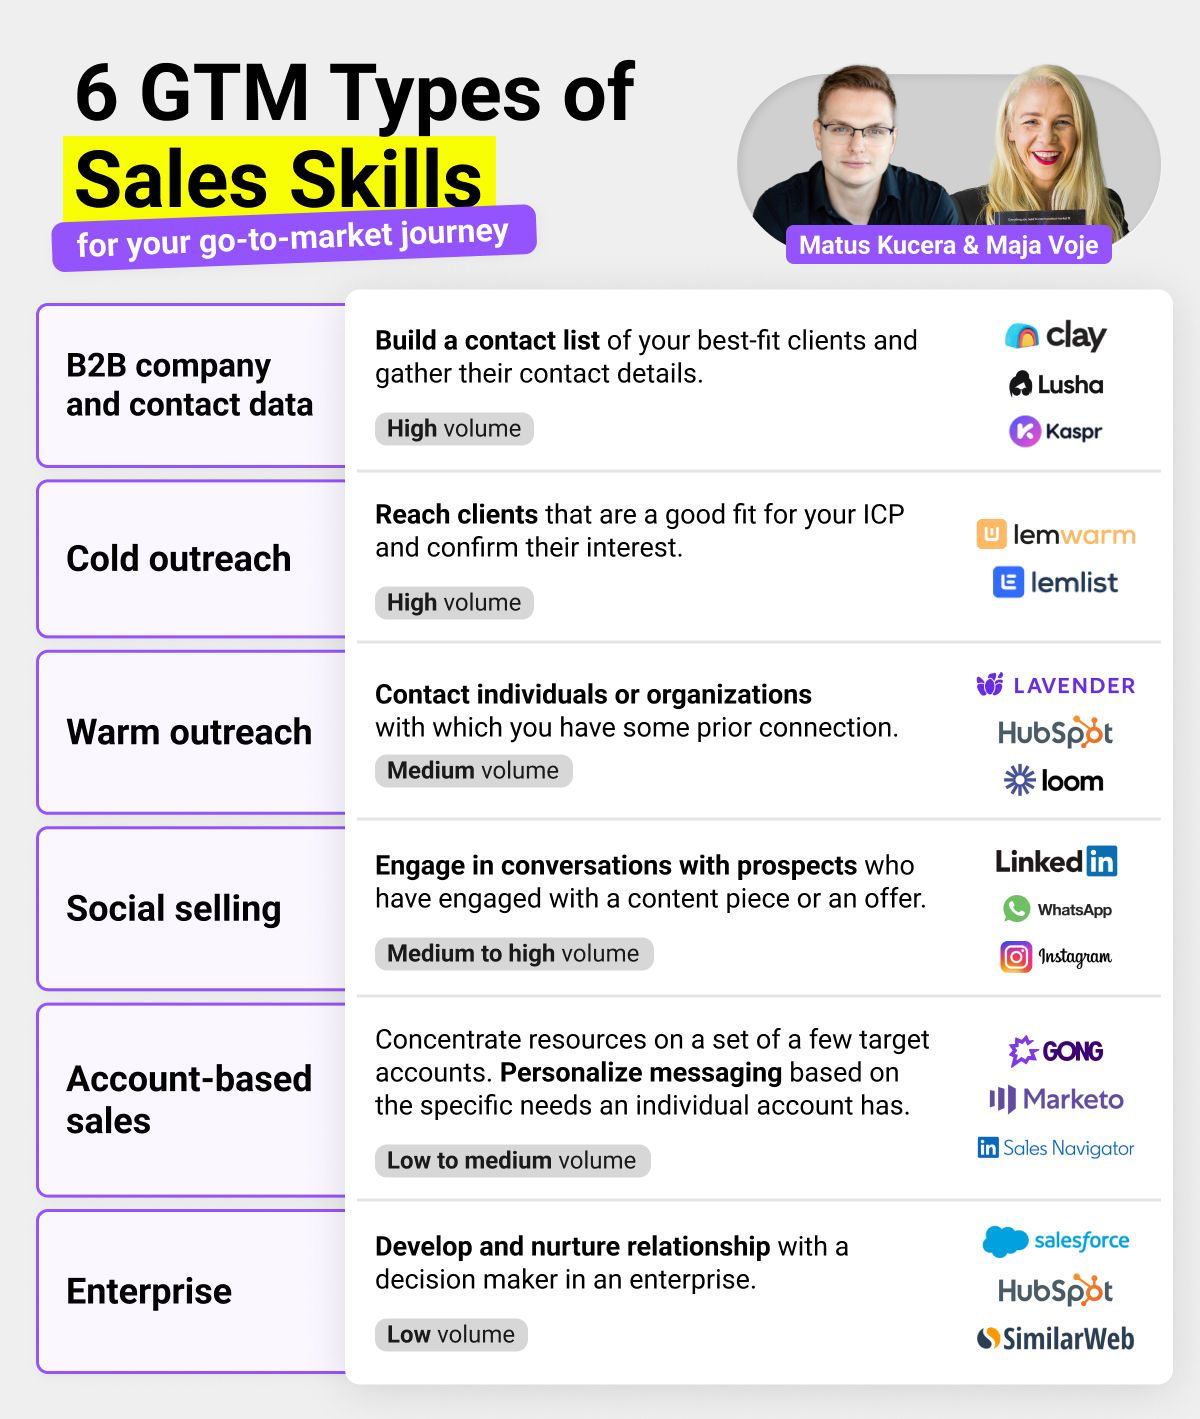 6 GTM Types of
Sales Skills
for your go-to-market journey
Matus Kucera & Maja Voje
B2B company
and contact data
Build a contact list of your best-fit clients and
gather their contact details.
High volume
clay
Lusha
Kaspr
Cold outreach
Reach clients that are a good fit for your ICP
and confirm their interest.
High volume
lemwarm
lemlist
Warm outreach
Contact individuals or organizations
with which you have some prior connection.
Medium volume
LAVENDER
HubSpot
loom
Social selling
Engage in conversations with prospects who
have engaged with a content piece or an offer.
Medium to high volume
Linked in
WhatsApp
Instagram
Account-based
sales
Concentrate resources on a set of a few target
accounts. Personalize messaging based on
the specific needs an individual account has.
Low to medium volume
GONG
Marketo
in Sales Navigator
Enterprise
Develop and nurture relationship with a
decision maker in an enterprise.
Low volume
salesforce
HubSpot
SimilarWeb